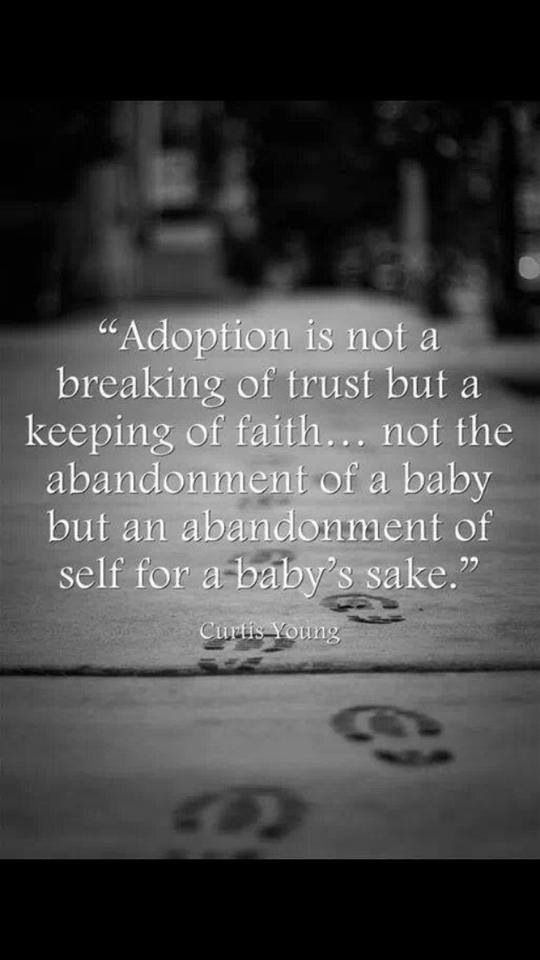 “Adoption is not a
breaking of trust but a
keeping of faith... not the
abandonment of a baby
but an abandonment of
self for a baby’s sake.”
Curtis Young